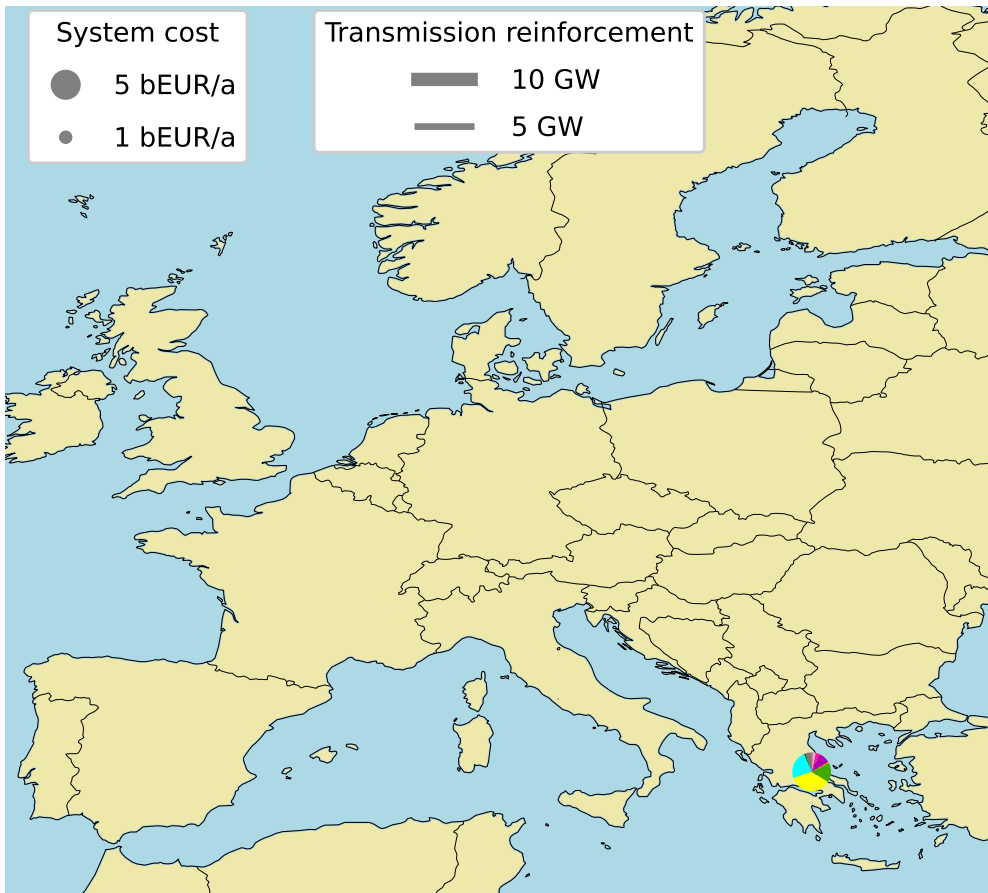 System cost
5 bEUR/a
1 bEUR/a
Transmission reinforcement
10 GW
5 GW